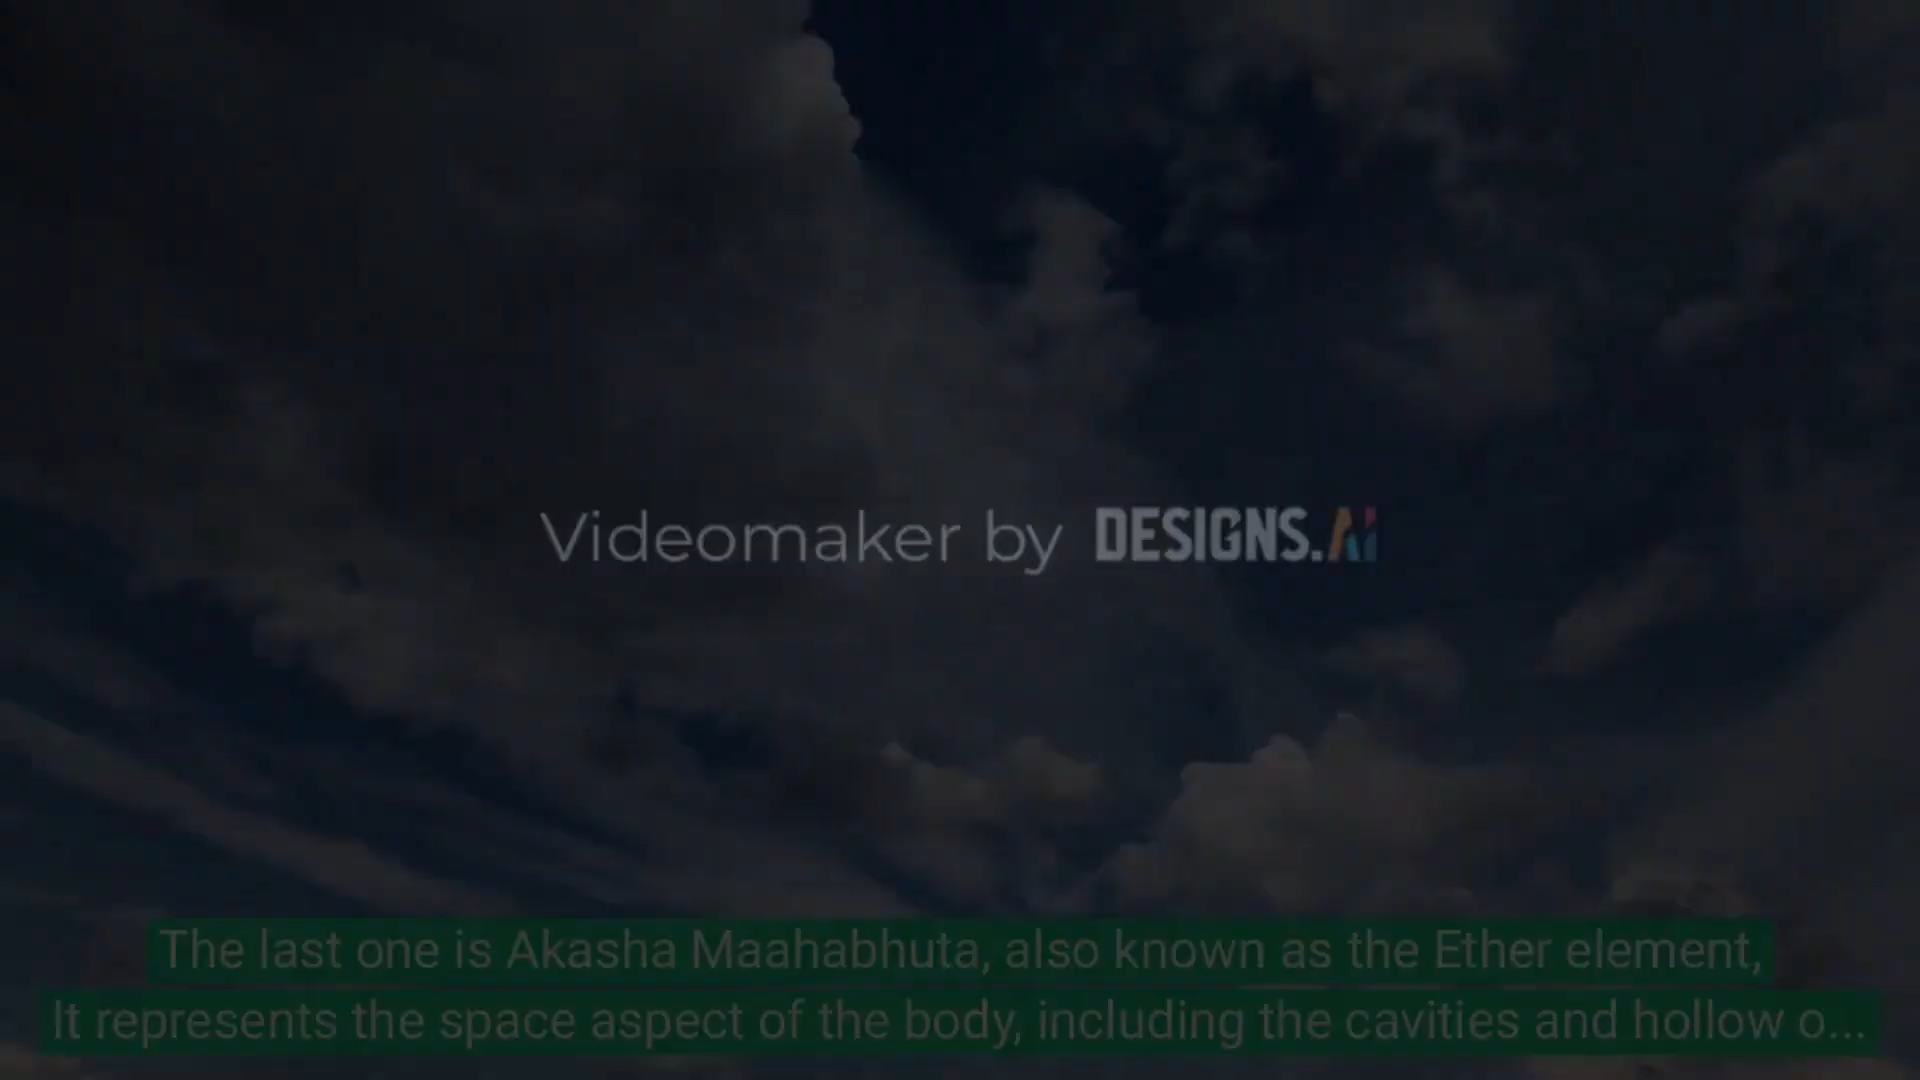 Videomaker by DESIGNS.AI
The last one is Akasha Maahabhuta, also known as the Ether element,
It represents the space aspect of the body, including the cavities and hollow o...